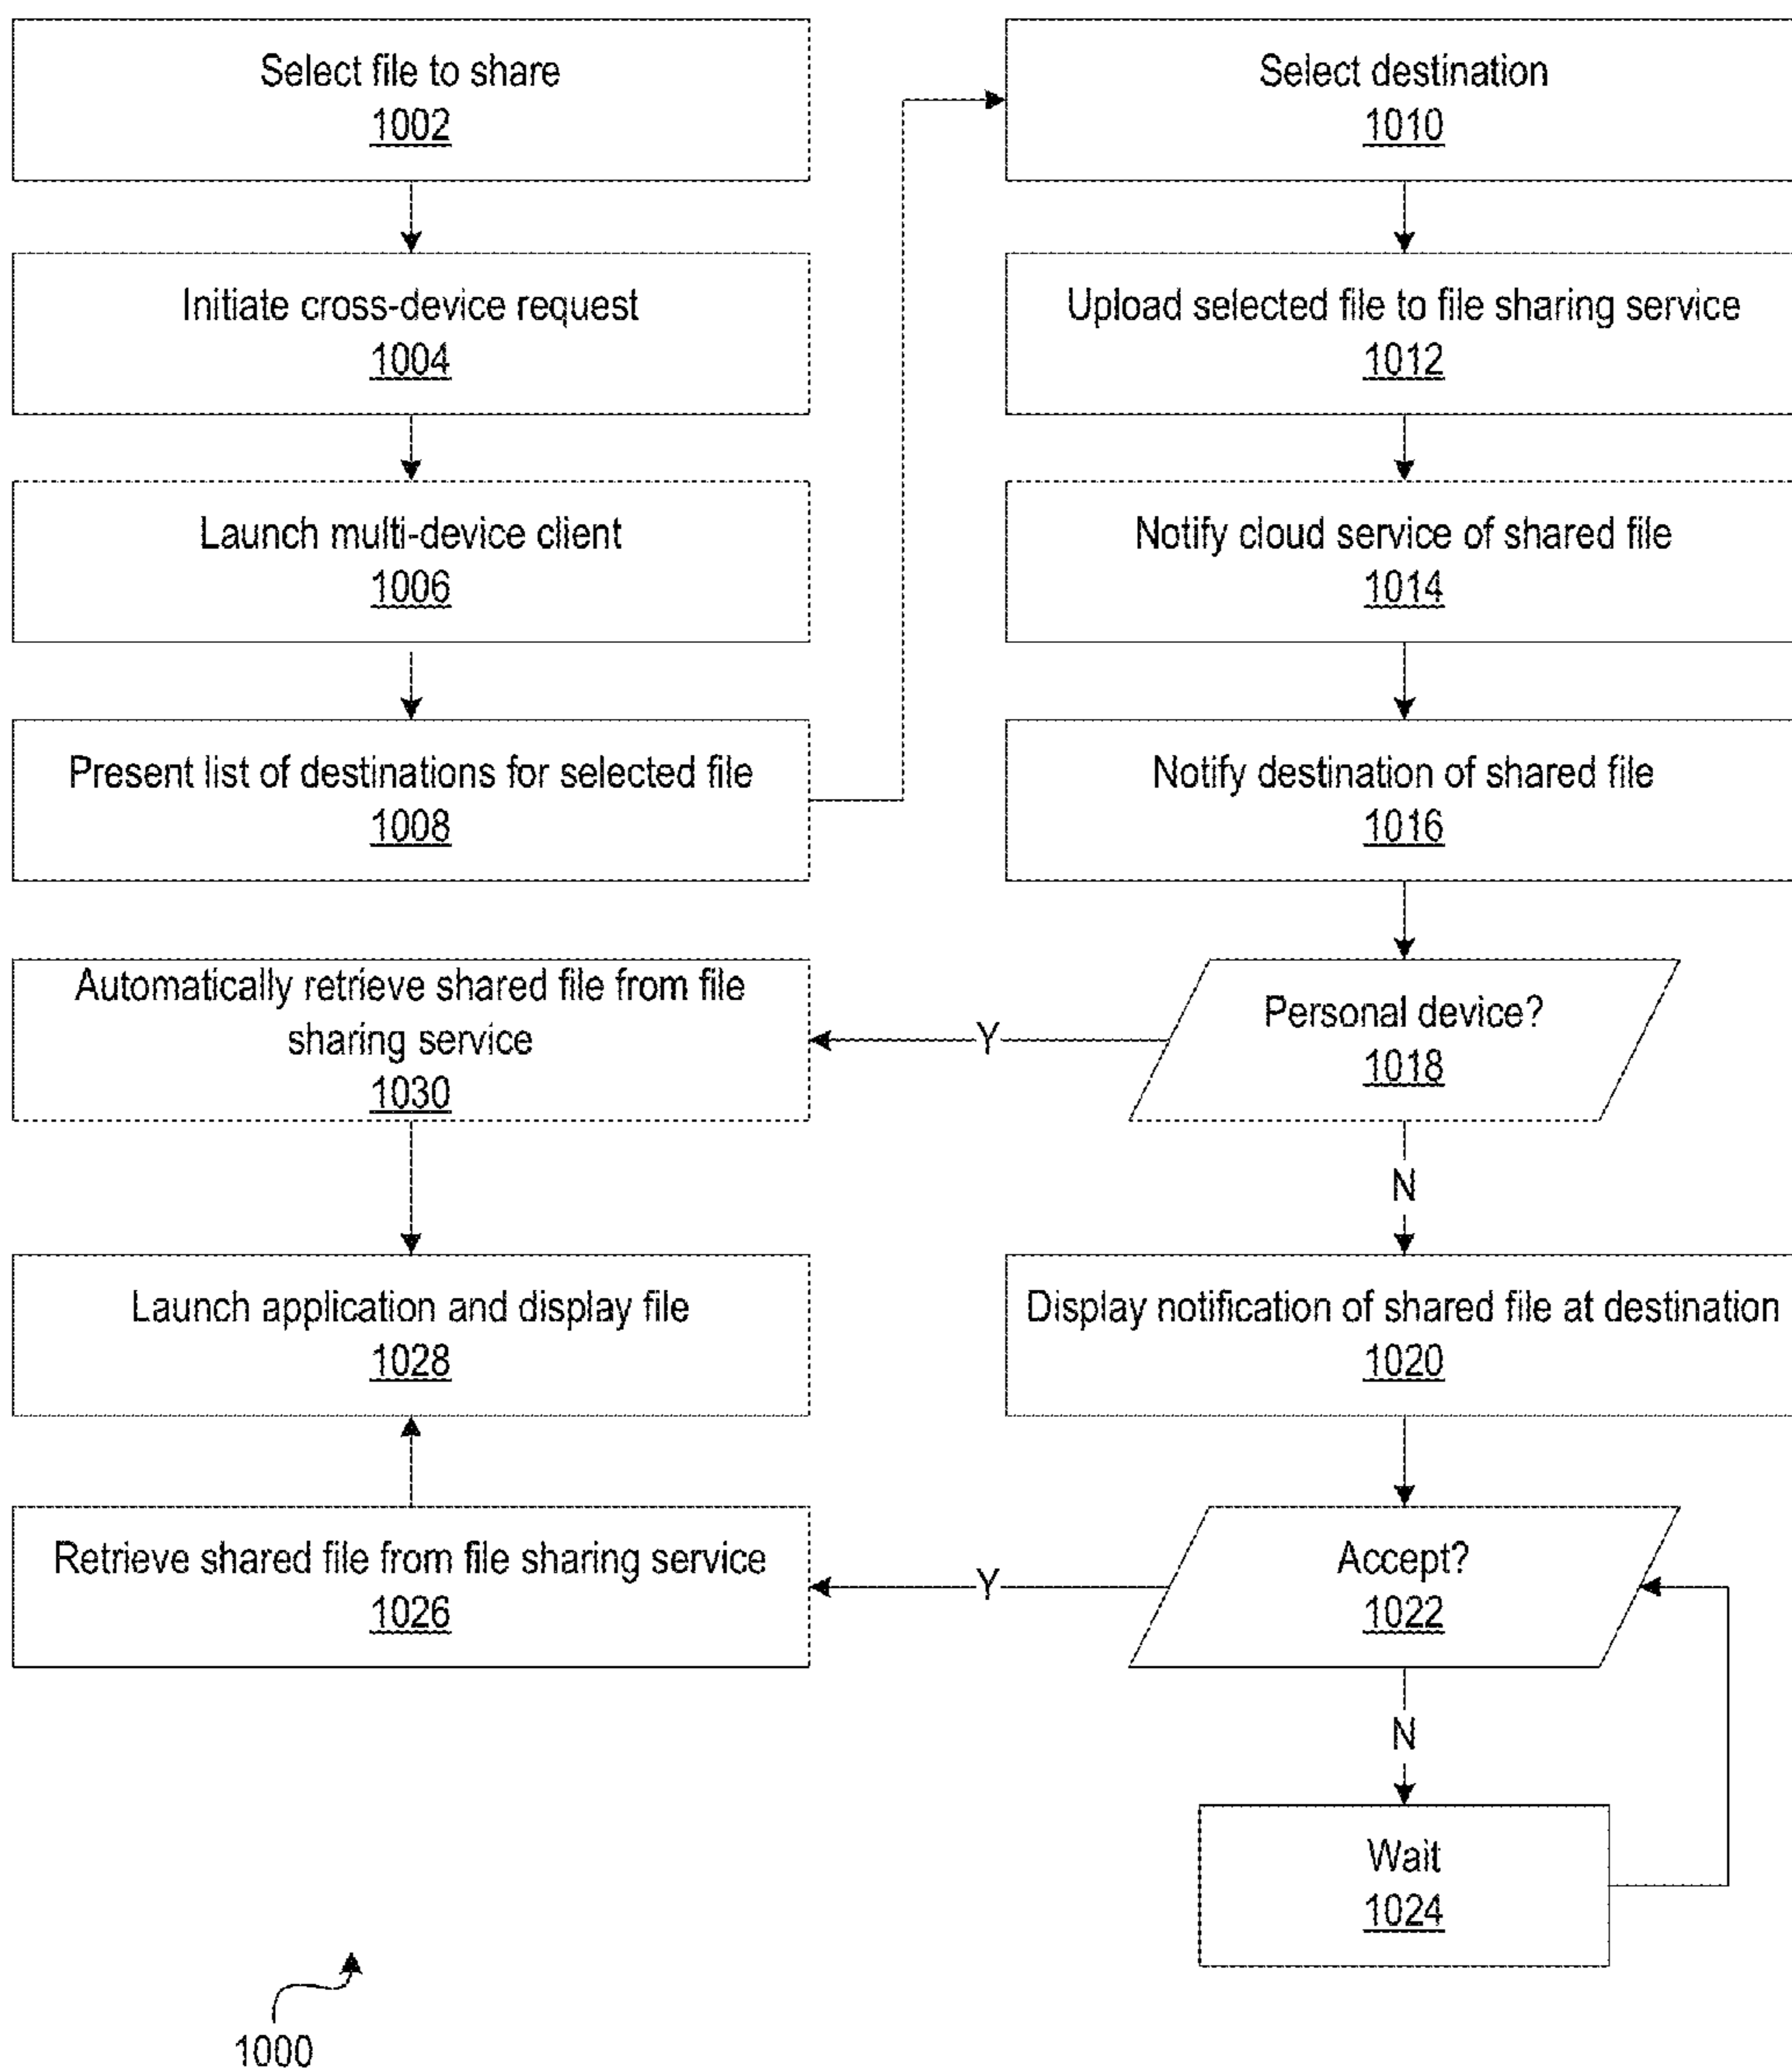 Select file to share
1002
Initiate cross-device request
1004
Launch multi-device client
1006
Present list of destinations for selected file
1008
Select destination
1010
Upload selected file to file sharing service
1012
Notify cloud service of shared file
1014
Notify destination of shared file
1016
Personal device?
1018
Y
N
Automatically retrieve shared file from file
sharing service
1030
Launch application and display file
1028
Display notification of shared file at destination
1020
Accept?
1022
Y
N
Retrieve shared file from file sharing service
1026
Wait
1024
1000